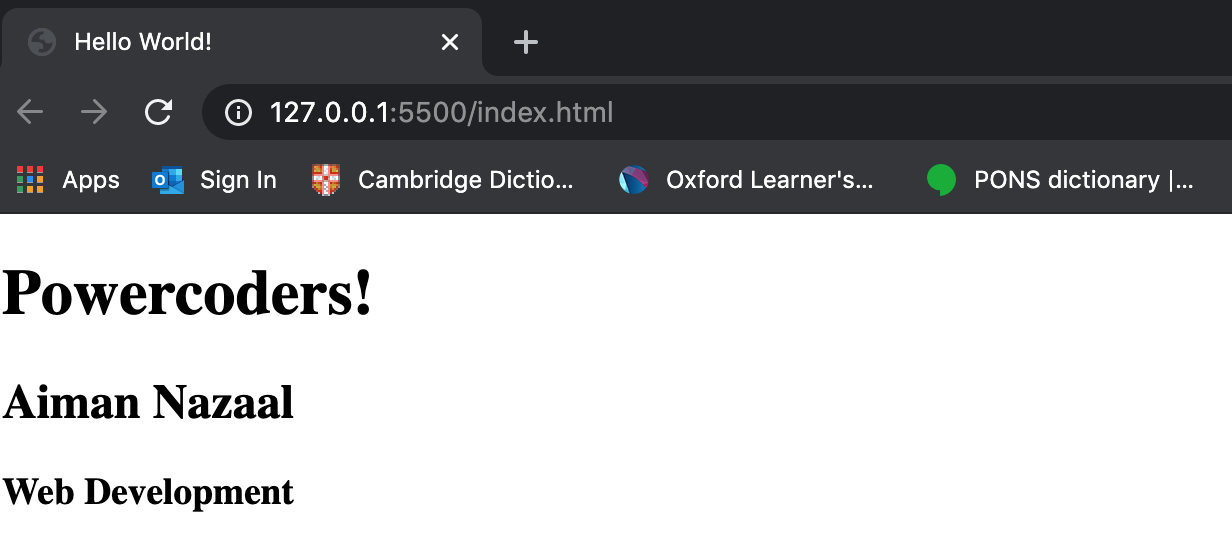 Hello World!
127.0.0.1:5500/index.html
Apps Sign In Cambridge Dictio... Oxford Learner's... PONS dictionary |...
Powercoders!
Aiman Nazaal
Web Development